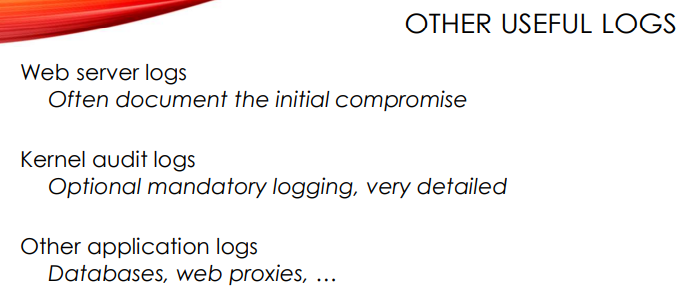 OTHER USEFUL LOGS
Web server logs
Often document the initial compromise
Kernel audit logs
Optional mandatory logging, very detailed
Other application logs
Databases, web proxies, …